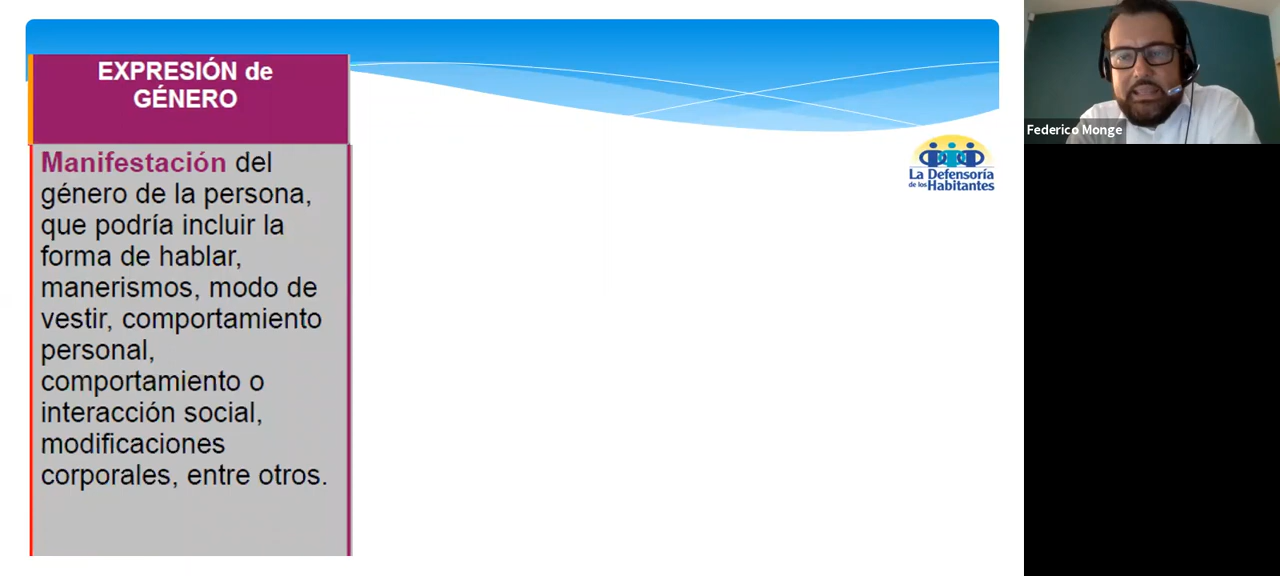 EXPRESIÓN de
GÉNERO
Manifestación del
género de la persona,
que podría incluir la
forma de hablar,
manerismos, modo de
vestir, comportamiento
personal,
comportamiento o
interacción social,
modificaciones
corporales, entre otros.
La Defensoría
de los Habitantes
Federico Monge